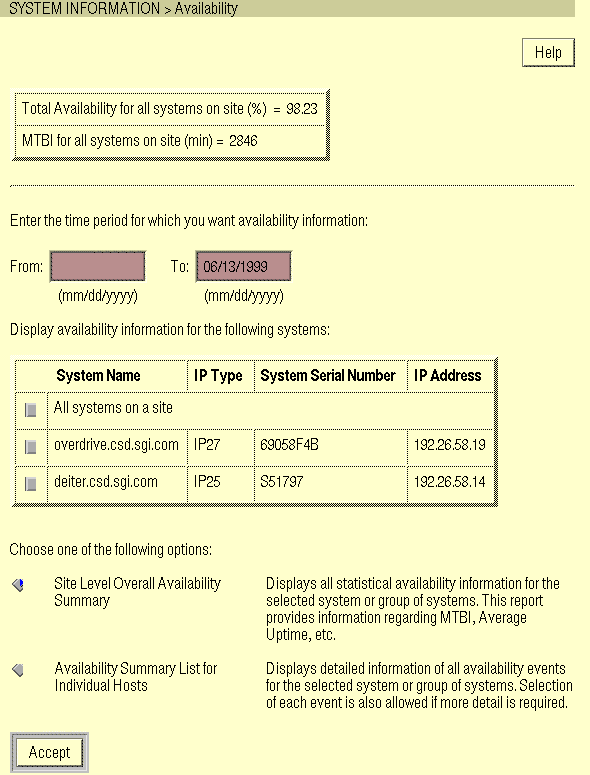 SYSTEM INFORMATION > Availability
Help
Total Availability for all systems on site (%) = 98.23
MTBI for all systems on site (min) = 2846
Enter the time period for which you want availability information:
From: To: 06/13/1999
(mm/dd/yyyy) (mm/dd/yyyy)
Display availability information for the following systems:
System Name IP Type System Serial Number IP Address
All systems on a site
overdrive.csd.sgi.com IP27 69058F4B 192.26.58.19
deiter.csd.sgi.com IP25 S51797 192.26.58.14
Choose one of the following options:
Site Level Overall Availability
Summary
Displays all statistical availability information for the
selected system or group of systems. This report
provides information regarding MTBI, Average
Uptime, etc.
Availability Summary List for
Individual Hosts
Displays detailed information of all availability events
for the selected system or group of systems. Selection
of each event is also allowed if more detail is required.
Accept